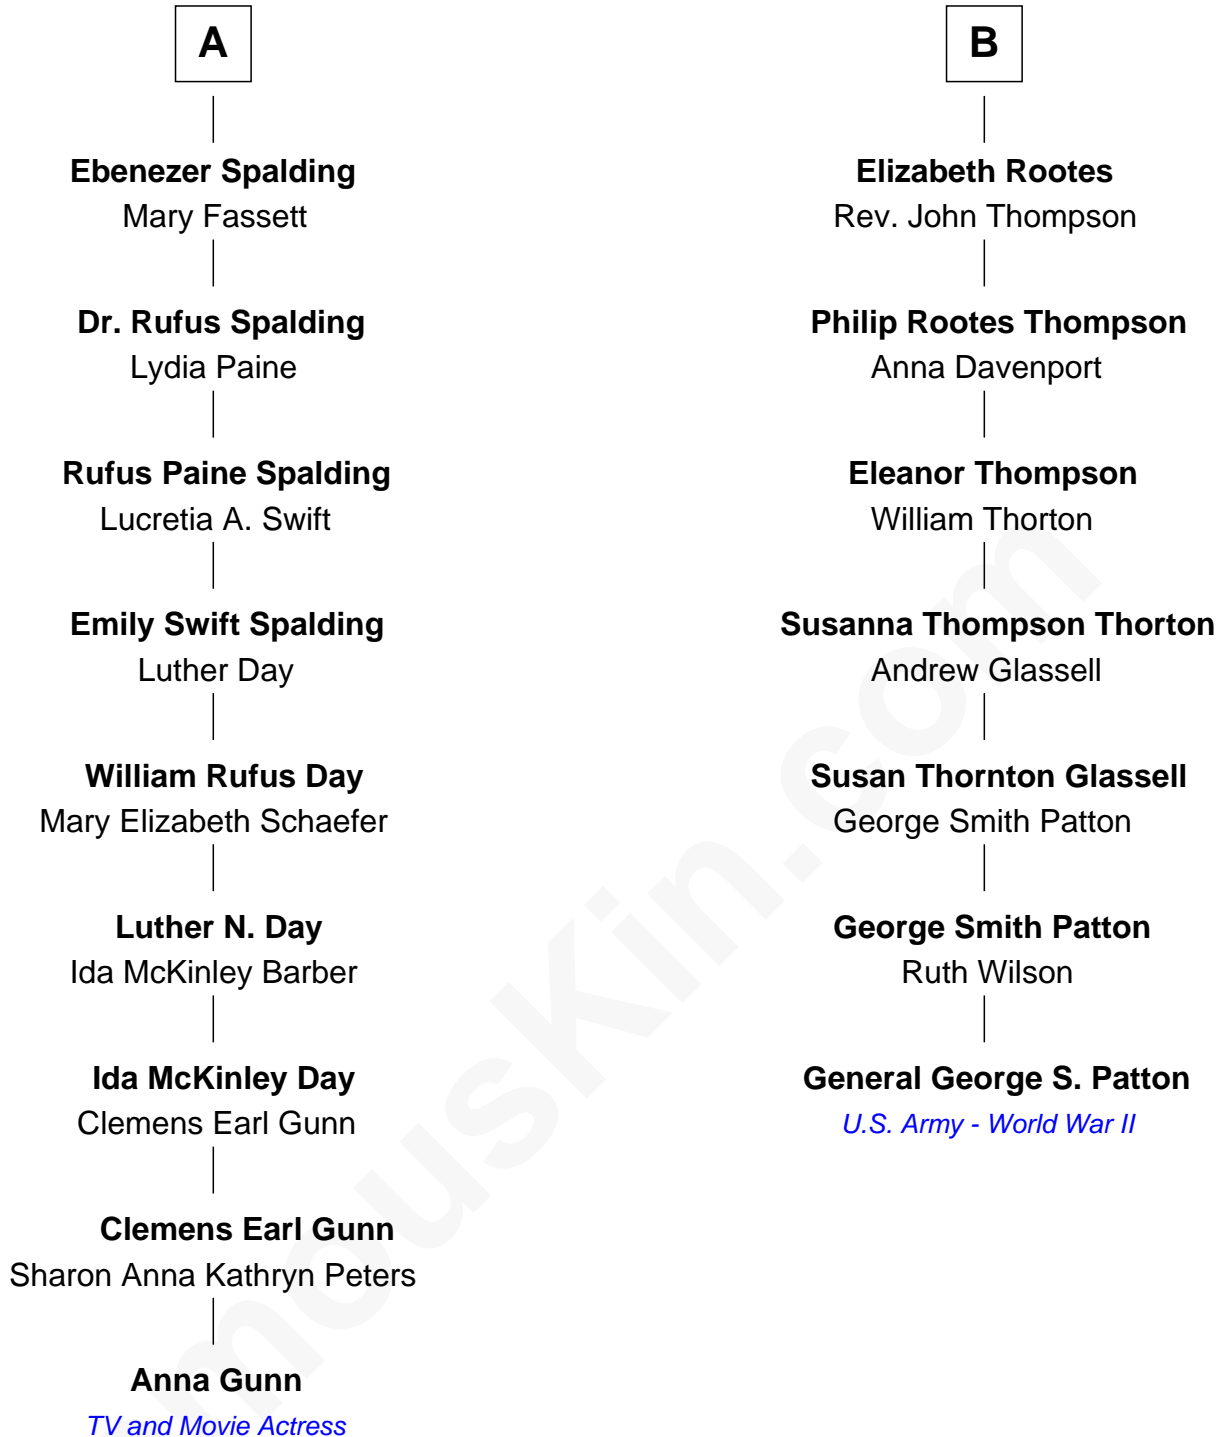 A
Ebenezer Spalding
Mary Fassett
Dr. Rufus Spalding
Lydia Paine
Rufus Paine Spalding
Lucretia A. Swift
Emily Swift Spalding
Luther Day
William Rufus Day
Mary Elizabeth Schaefer
Luther N. Day
Ida McKinley Barber
Ida McKinley Day
Clemens Earl Gunn
Clemens Earl Gunn
Sharon Anna Kathryn Peters
Anna Gunn
TV and Movie Actress
B
Elizabeth Rootes
Rev. John Thompson
Philip Rootes Thompson
Anna Davenport
Eleanor Thompson
William Thorton
Susanna Thompson Thorton
Andrew Glassell
Susan Thornton Glassell
George Smith Patton
George Smith Patton
Ruth Wilson
General George S. Patton
U.S. Army - World War II
mousKin.com